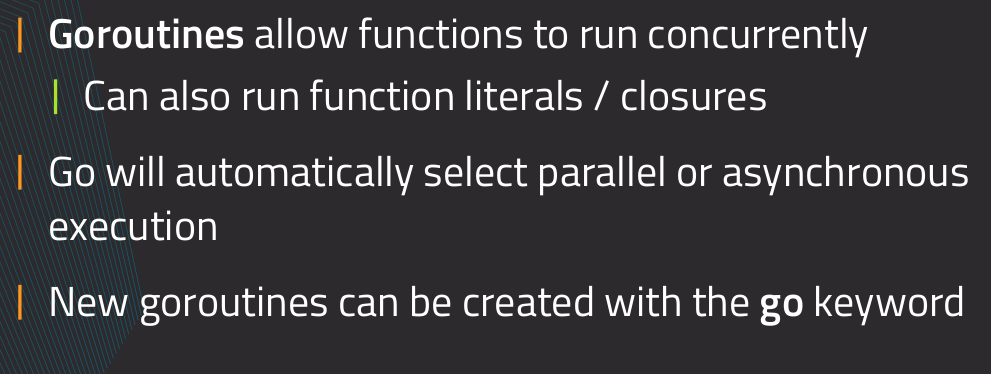 Goroutines allow functions to run concurrently
Can also run function literals / closures
Go will automatically select parallel or asynchronous
execution
New goroutines can be created with the go keyword